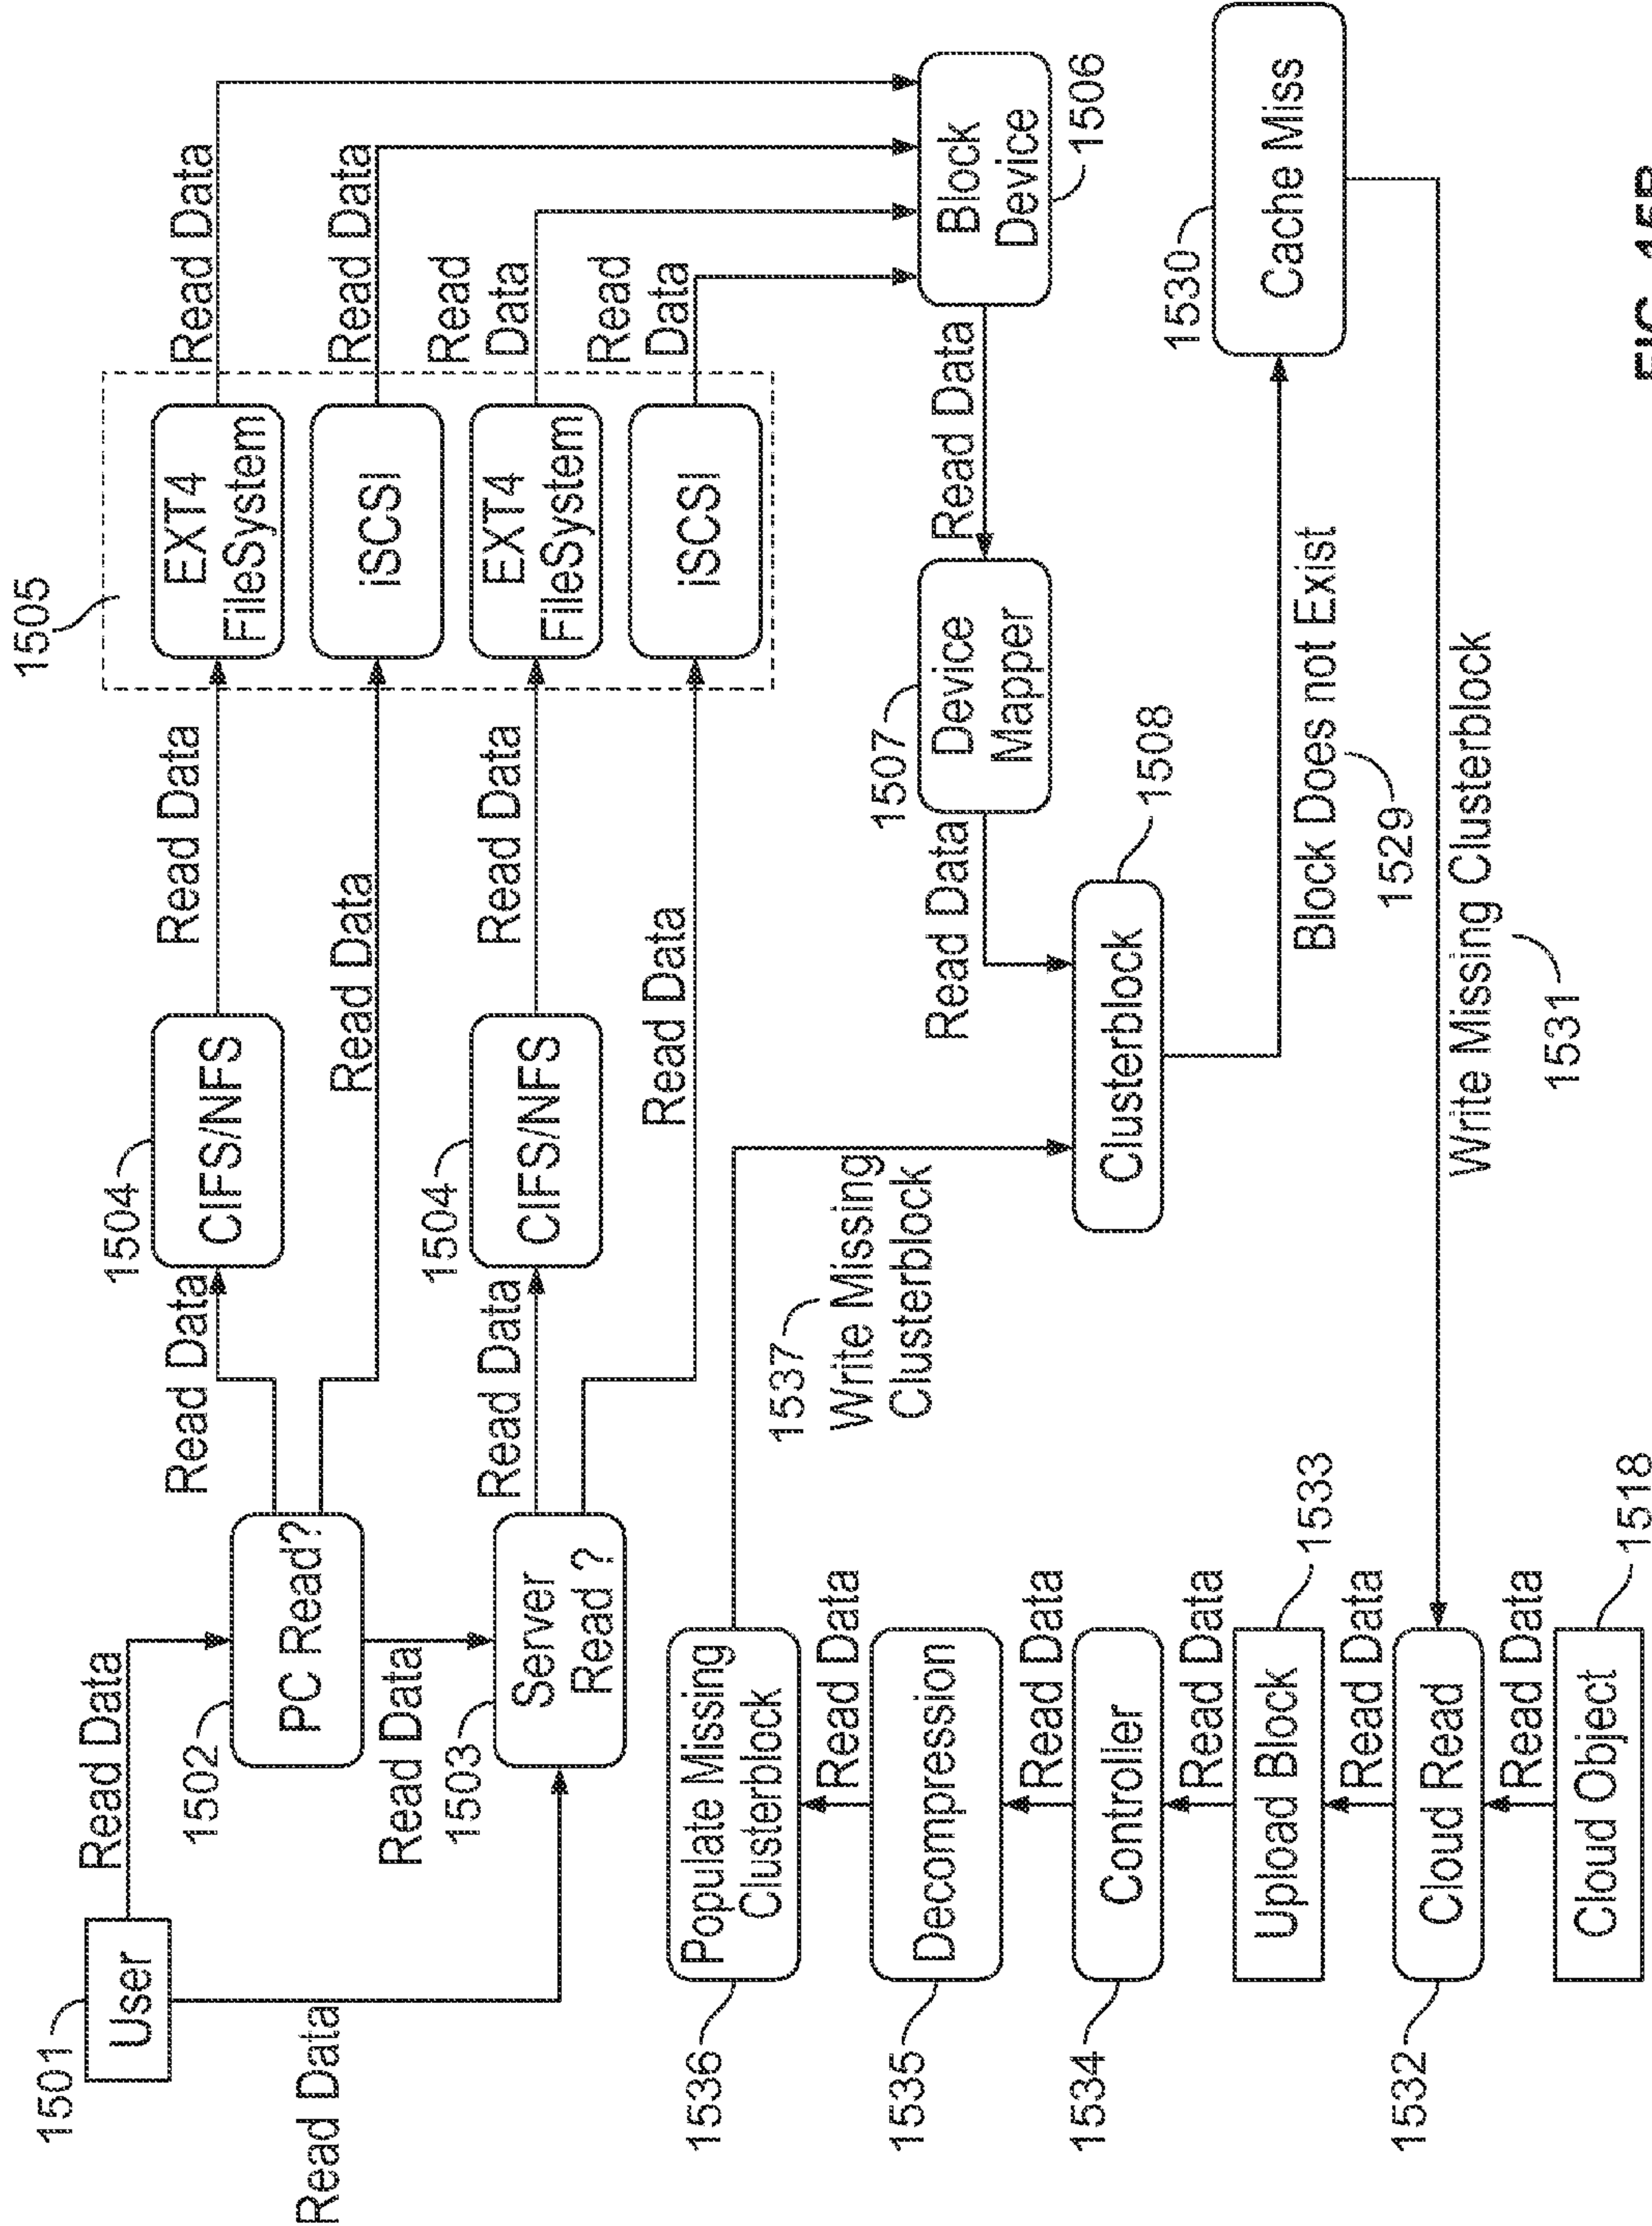 1501
User
Read Data
Read Data
1502
PC Read?
Read Data
1503
Server
Read ?
Read Data
1504
CIFS/NFS
Read Data
Read Data
Read Data
1504
CIFS/NFS
Read Data
Read Data
1505
EXT4
FileSystem
iSCSI
EXT4
FileSystem
iSCSI
Read Data
Read Data
Read
Data
Read
Data
Block
Device
1506
Read Data
1507
Device
Mapper
Read Data
Clusterblock
1508
Block Does not Exist
1529
1530
Cache Miss
Write Missing Clusterblock
1531
1537
Write Missing
Clusterblock
1536
Populate Missing
Clusterblock
Read Data
1535
Decompression
Read Data
1534
Controller
Read Data
Upload Block
1533
Read Data
1532
Cloud Read
Read Data
Cloud Object
1518